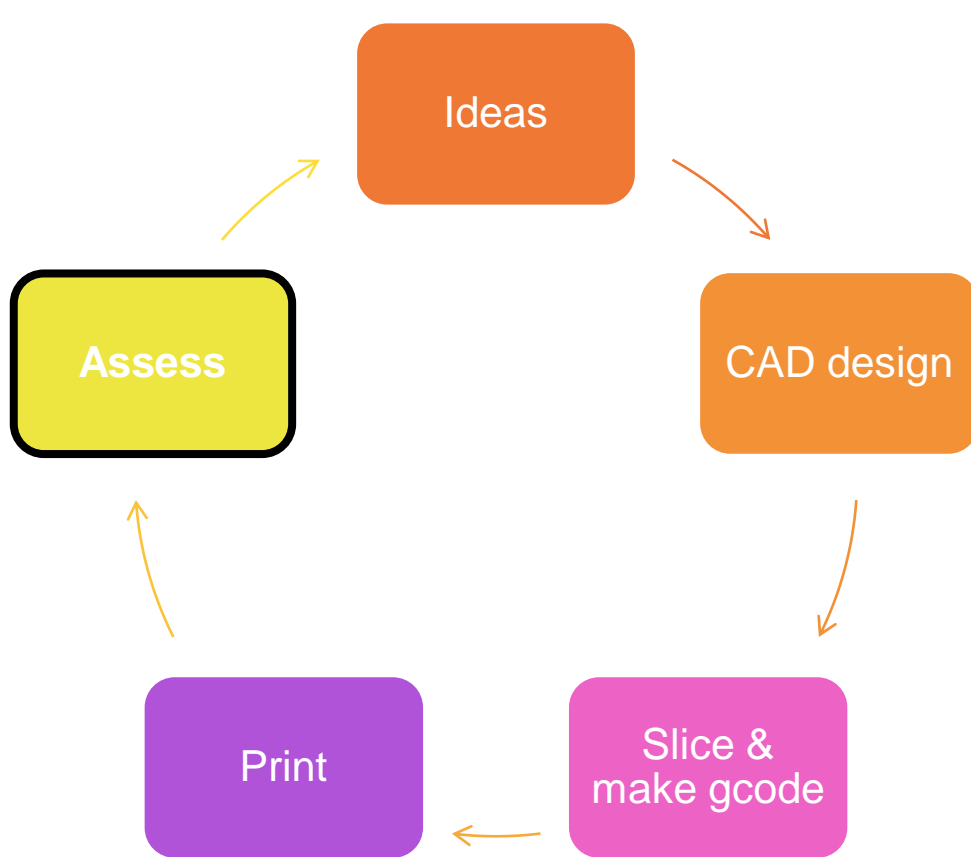 Ideas
CAD design
Slice &
make gcode
Print
Assess